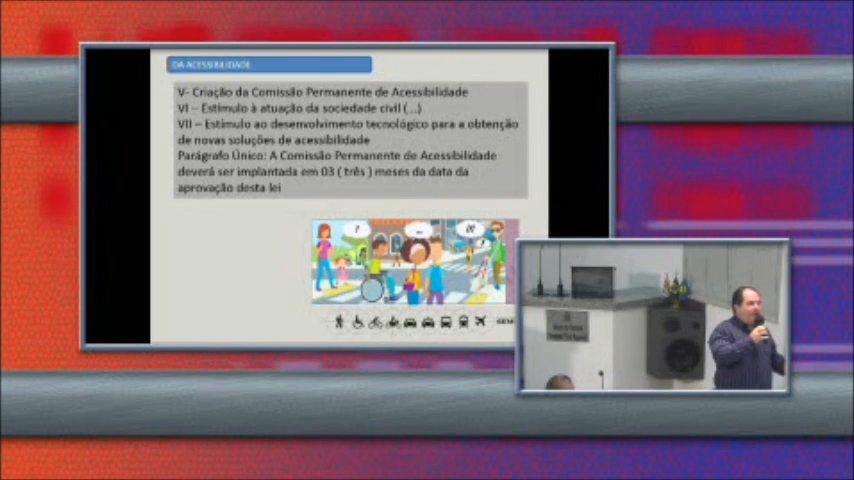 DA ACESSIBILIDADE
V- Criação da Comissão Permanente de Acessibilidade
VI – Estímulo à atuação da sociedade civil (...)
VII – Estímulo ao desenvolvimento tecnológico para a obtenção
de novas soluções de acessibilidade
Parágrafo Único: A Comissão Permanente de Acessibilidade
deverá ser implantada em 03 ( três ) meses da data da
aprovação desta lei
?
...
?